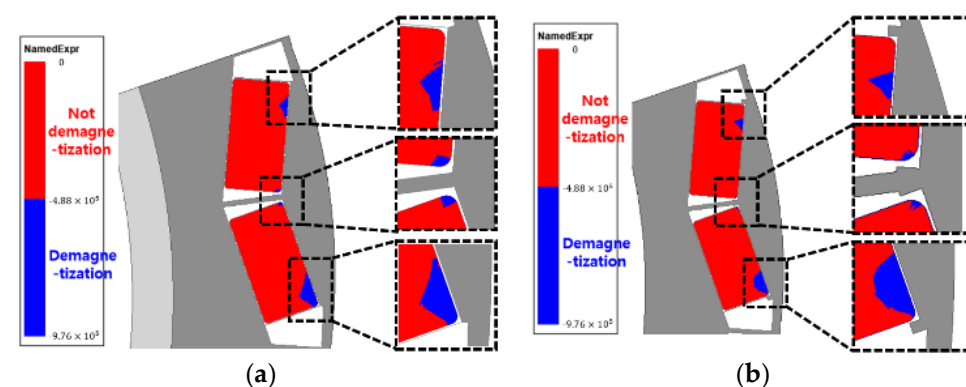 NamedExpr
0
Not
demagne
-tization
-4.88 × 10⁵
Demagne
-tization
-9.76 × 10⁵
(a)
NamedExpr
0
Not
demagne
-tization
-4.88 × 10⁵
Demagne
-tization
-9.76 × 10⁵
(b)